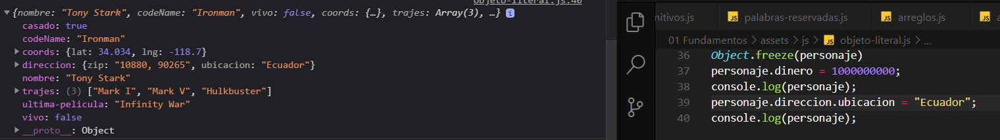 objeto-literal.js:40
▼{nombre: "Tony Stark", codeName: "Ironman", vivo: false, coords: {…}, trajes: Array(3), …} i
casado: true
codeName: "Ironman"
▶ coords: {lat: 34.034, lng: -118.7}
▶ direccion: {zip: "10880, 90265", ubicacion: "Ecuador"}
nombre: "Tony Stark"
▶ trajes: (3) ["Mark I", "Mark V", "Hulkbuster"]
ultima-pelicula: "Infinity War"
vivo: false
▶ __proto__: Object
mitivos.js JS palabras-reservadas.js JS arreglos.js JS a
01 Fundamentos > assets > js > JS objeto-literal.js > ...
36 Object.freeze(personaje)
37 personaje.dinero = 1000000000;
38 console.log(personaje);
39 personaje.direccion.ubicacion = "Ecuador";
40 console.log(personaje);